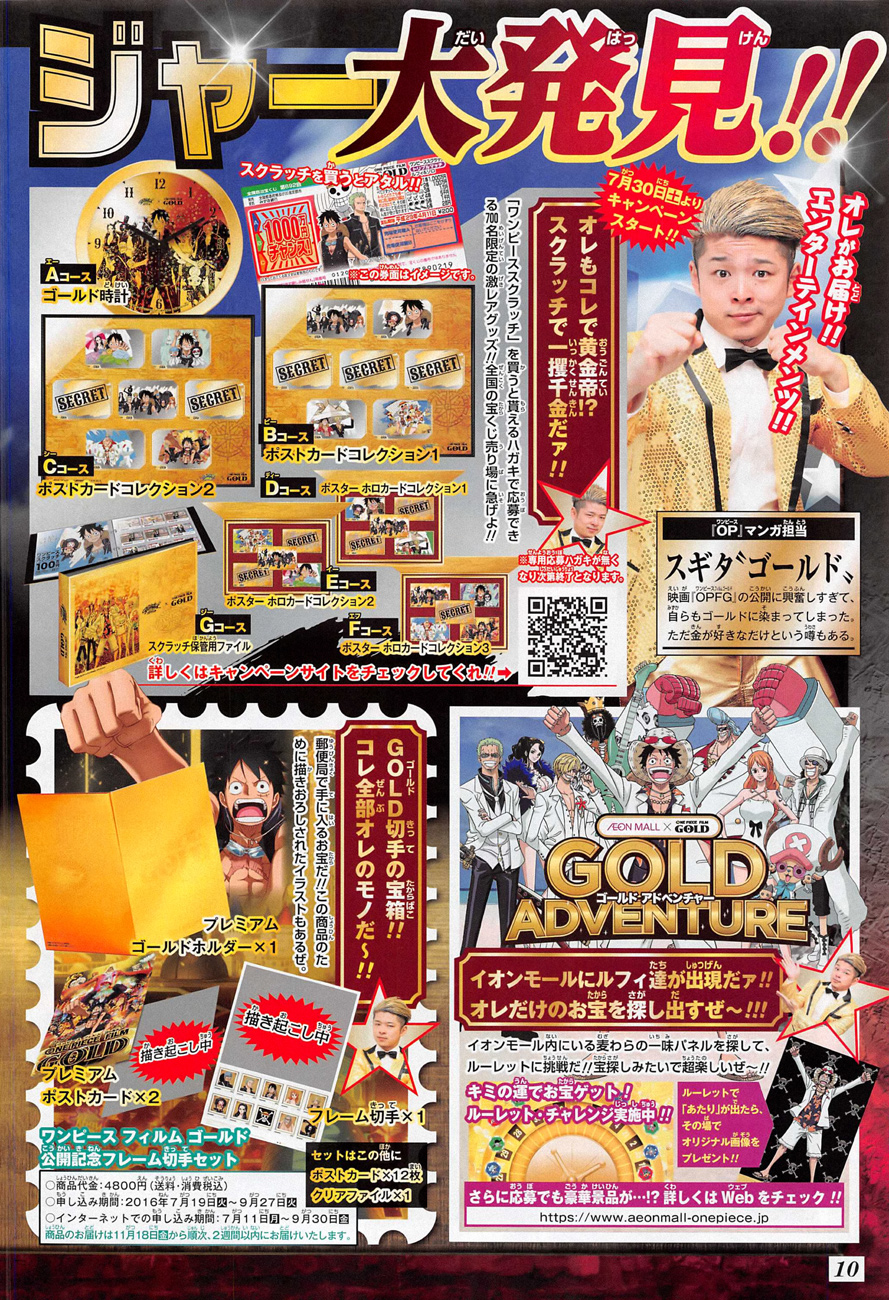 ジャー大発見!!
スクラッチを買うとアタル!!
1000万円チャンス!
※この券面はイメージです。
7月30日㊏より
キャンペーン
スタート!!
オレがお届け!!
エンターテインメンツ!!
オレもコレで黄金帝!?
スクラッチで一攫千金だァ!!
「ワンピーススクラッチ」を買うと貰えるハガキで応募でき
る700名限定の激レアグッズ!!全国の宝くじ売り場に急げよ!!
Aコース
ゴールド時計
SECRET
SECRET
SECRET
Bコース
ポストカードコレクション1
SECRET
SECRET
Cコース
ポストカードコレクション2
Dコース
ポスター ホロカードコレクション1
SECRET
SECRET
Eコース
ポスター ホロカードコレクション2
SECRET
SECRET
Fコース
ポスター ホロカードコレクション3
SECRET
SECRET
Gコース
スクラッチ保管用ファイル
※専用応募ハガキが無く
なり次第終了となります。
詳しくはキャンペーンサイトをチェックしてくれ!!→
『OP』マンガ担当
スギタ〝ゴールド〟
映画『OPFG』の公開に興奮しすぎて、
自らもゴールドに染まってしまった。
ただ金が好きなだけという噂もある。
GOLD切手の宝箱!!
コレ全部オレのモノだ〜!!
郵便局で手に入るお宝だ!!この商品のた
めに描きおろしされたイラストもあるぜ。
プレミアム
ゴールドホルダー×1
ONE PIECE FILM
GOLD
プレミアム
ポストカード×2
描き起こし中
描き起こし中
フレーム切手×1
ワンピース フィルム ゴールド
公開記念フレーム切手セット
セットはこの他に
ポストカード×12枚
クリアファイル×1
○商品代金:4800円(送料・消費税込)
○申し込み期間:2016年7月19日㊋〜9月27日㊋
○インターネットでの申し込み期間:7月11日㊊〜9月30日㊎
商品のお届けは11月18日㊎から順次、2週間以内にお届けいたします。
ÆON MALL × ONE PIECE FILM GOLD
GOLD
ゴールド・アドベンチャー
ADVENTURE
イオンモールにルフィ達が出現だァ!!
オレだけのお宝を探し出すぜ〜!!!
イオンモール内にいる麦わらの一味パネルを探して、
ルーレットに挑戦だ!!宝探しみたいで超楽しいぜ〜!!
キミの運でお宝ゲット!
ルーレット・チャレンジ実施中!!
ルーレットで
「あたり」が出たら、
その場で
オリジナル画像を
プレゼント!!
さらに応募でも豪華景品が…!? 詳しくはWebをチェック!!
https://www.aeonmall-onepiece.jp
10